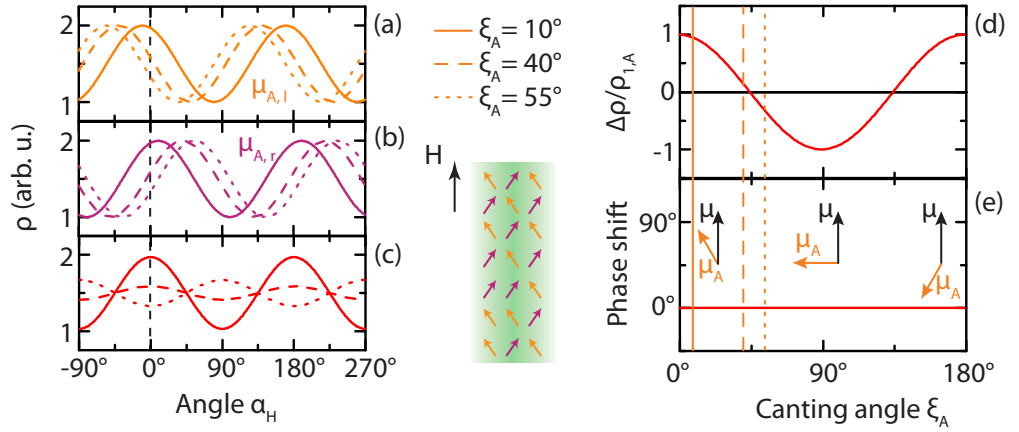 (a)
2
1
μA,l
ξA = 10°
ξA = 40°
ξA = 55°
(b)
2
1
μA,r
ρ (arb. u.)
(c)
2
1
-90° 0° 90° 180° 270°
Angle αH
H
(d)
1
0
-1
Δρ/ρ1,A
(e)
90°
0°
Phase shift
μ
μA
μ
μA
μ
μA
0° 90° 180°
Canting angle ξA